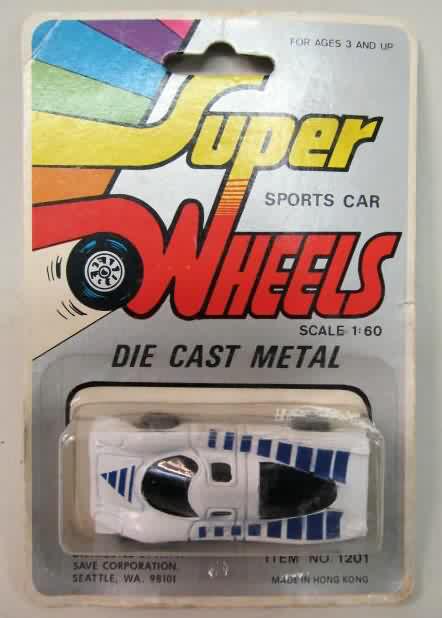 FOR AGES 3 AND UP
Super
SPORTS CAR
WHEELS
SCALE 1:60
DIE CAST METAL
SAVE CORPORATION.
SEATTLE, WA. 98101
ITEM NO. 1201
MADE IN HONG KONG